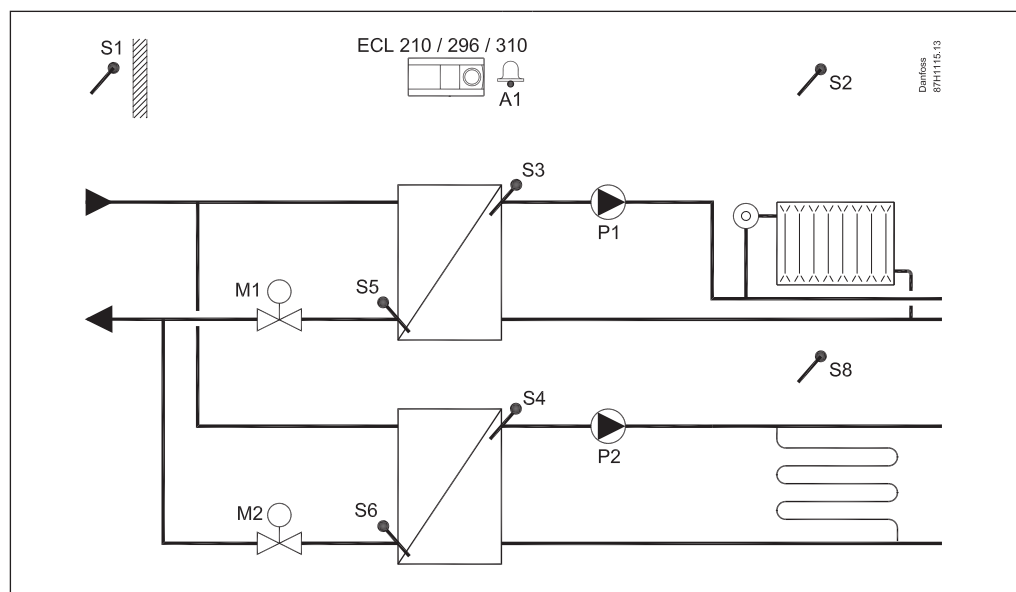 S1
ECL 210 / 296 / 310
A1
S2
Danfoss
87H1115.13
S3
P1
M1
S5
S8
S4
P2
M2
S6